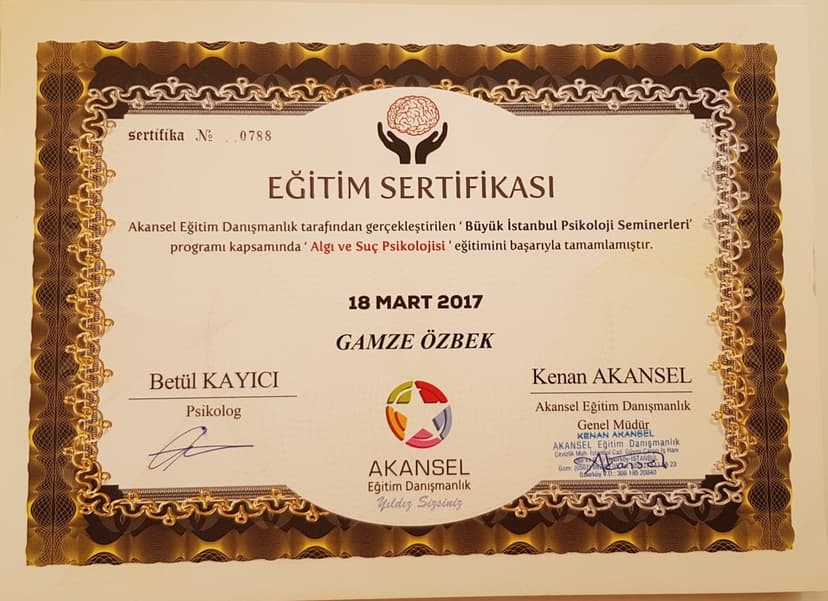 sertifika № 0788
EĞİTİM SERTİFİKASI
Akansel Eğitim Danışmanlık tarafından gerçekleştirilen ‘ Büyük İstanbul Psikoloji Seminerleri’
programı kapsamında ‘ Algı ve Suç Psikolojisi ’ eğitimini başarıyla tamamlamıştır.
18 MART 2017
GAMZE ÖZBEK
Betül KAYICI
Psikolog
Kenan AKANSEL
Akansel Eğitim Danışmanlık
Genel Müdür
KENAN AKANSEL
AKANSEL Eğitim Danışmanlık
AKANSEL
Eğitim Danışmanlık
Yıldız Sizsiniz